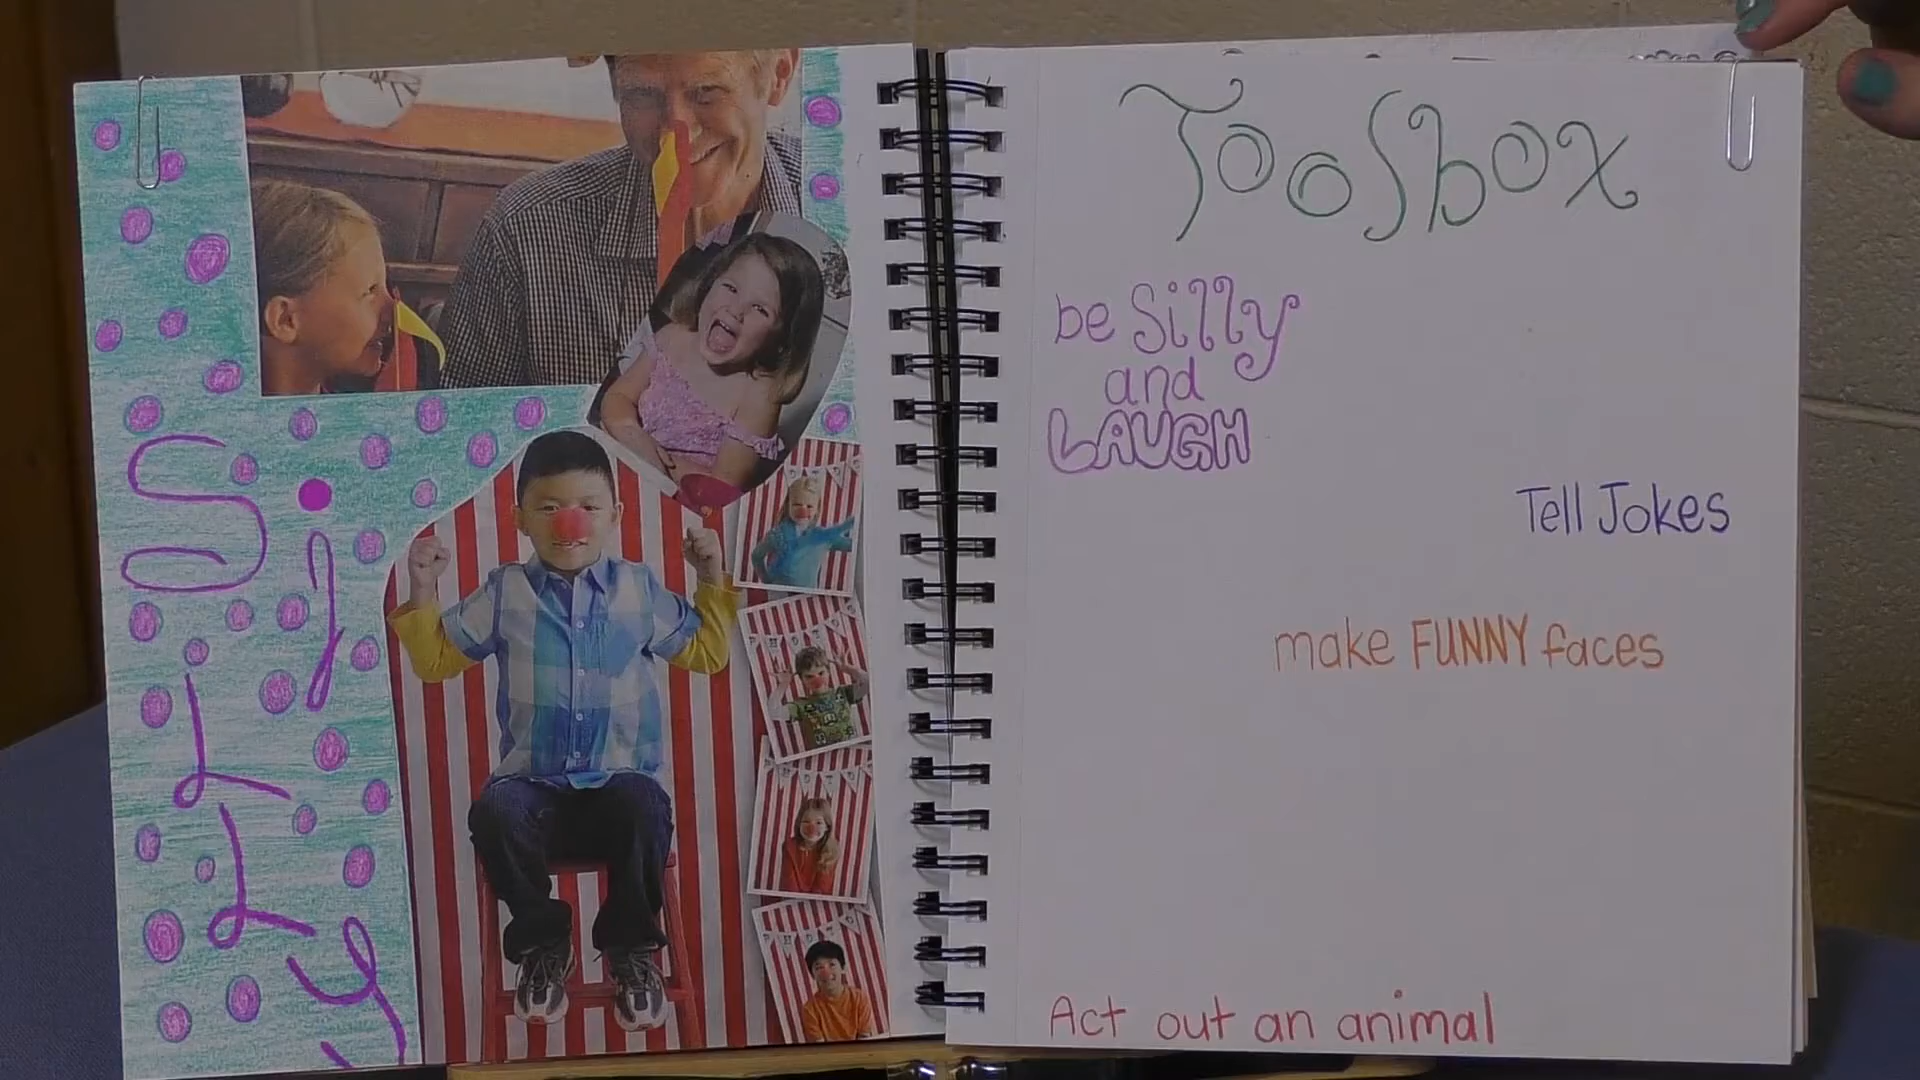 SiLLy
Toolbox
be Silly
and
LAUGH
Tell Jokes
make FUNNY faces
Act out an animal